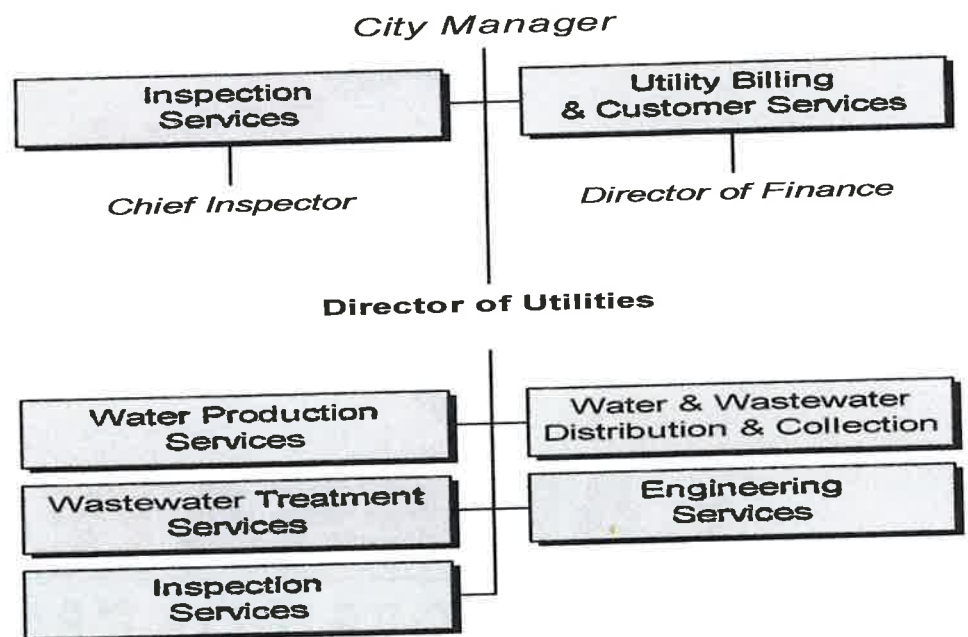 City Manager
Inspection
Services
Utility Billing
& Customer Services
Chief Inspector
Director of Finance
Director of Utilities
Water Production
Services
Water & Wastewater
Distribution & Collection
Wastewater Treatment
Services
Engineering
Services
Inspection
Services